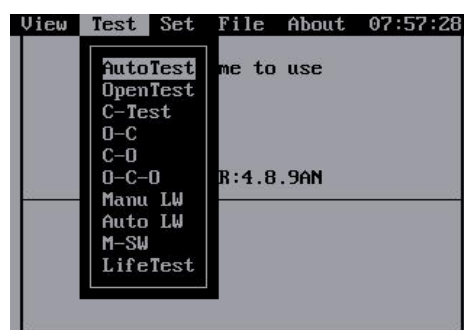 View Test Set File About 07:57:28
AutoTest me to use
OpenTest
C-Test
O-C
C-O
O-C-O R:4.8.9AN
Manu LW
Auto LW
M-SW
LifeTest